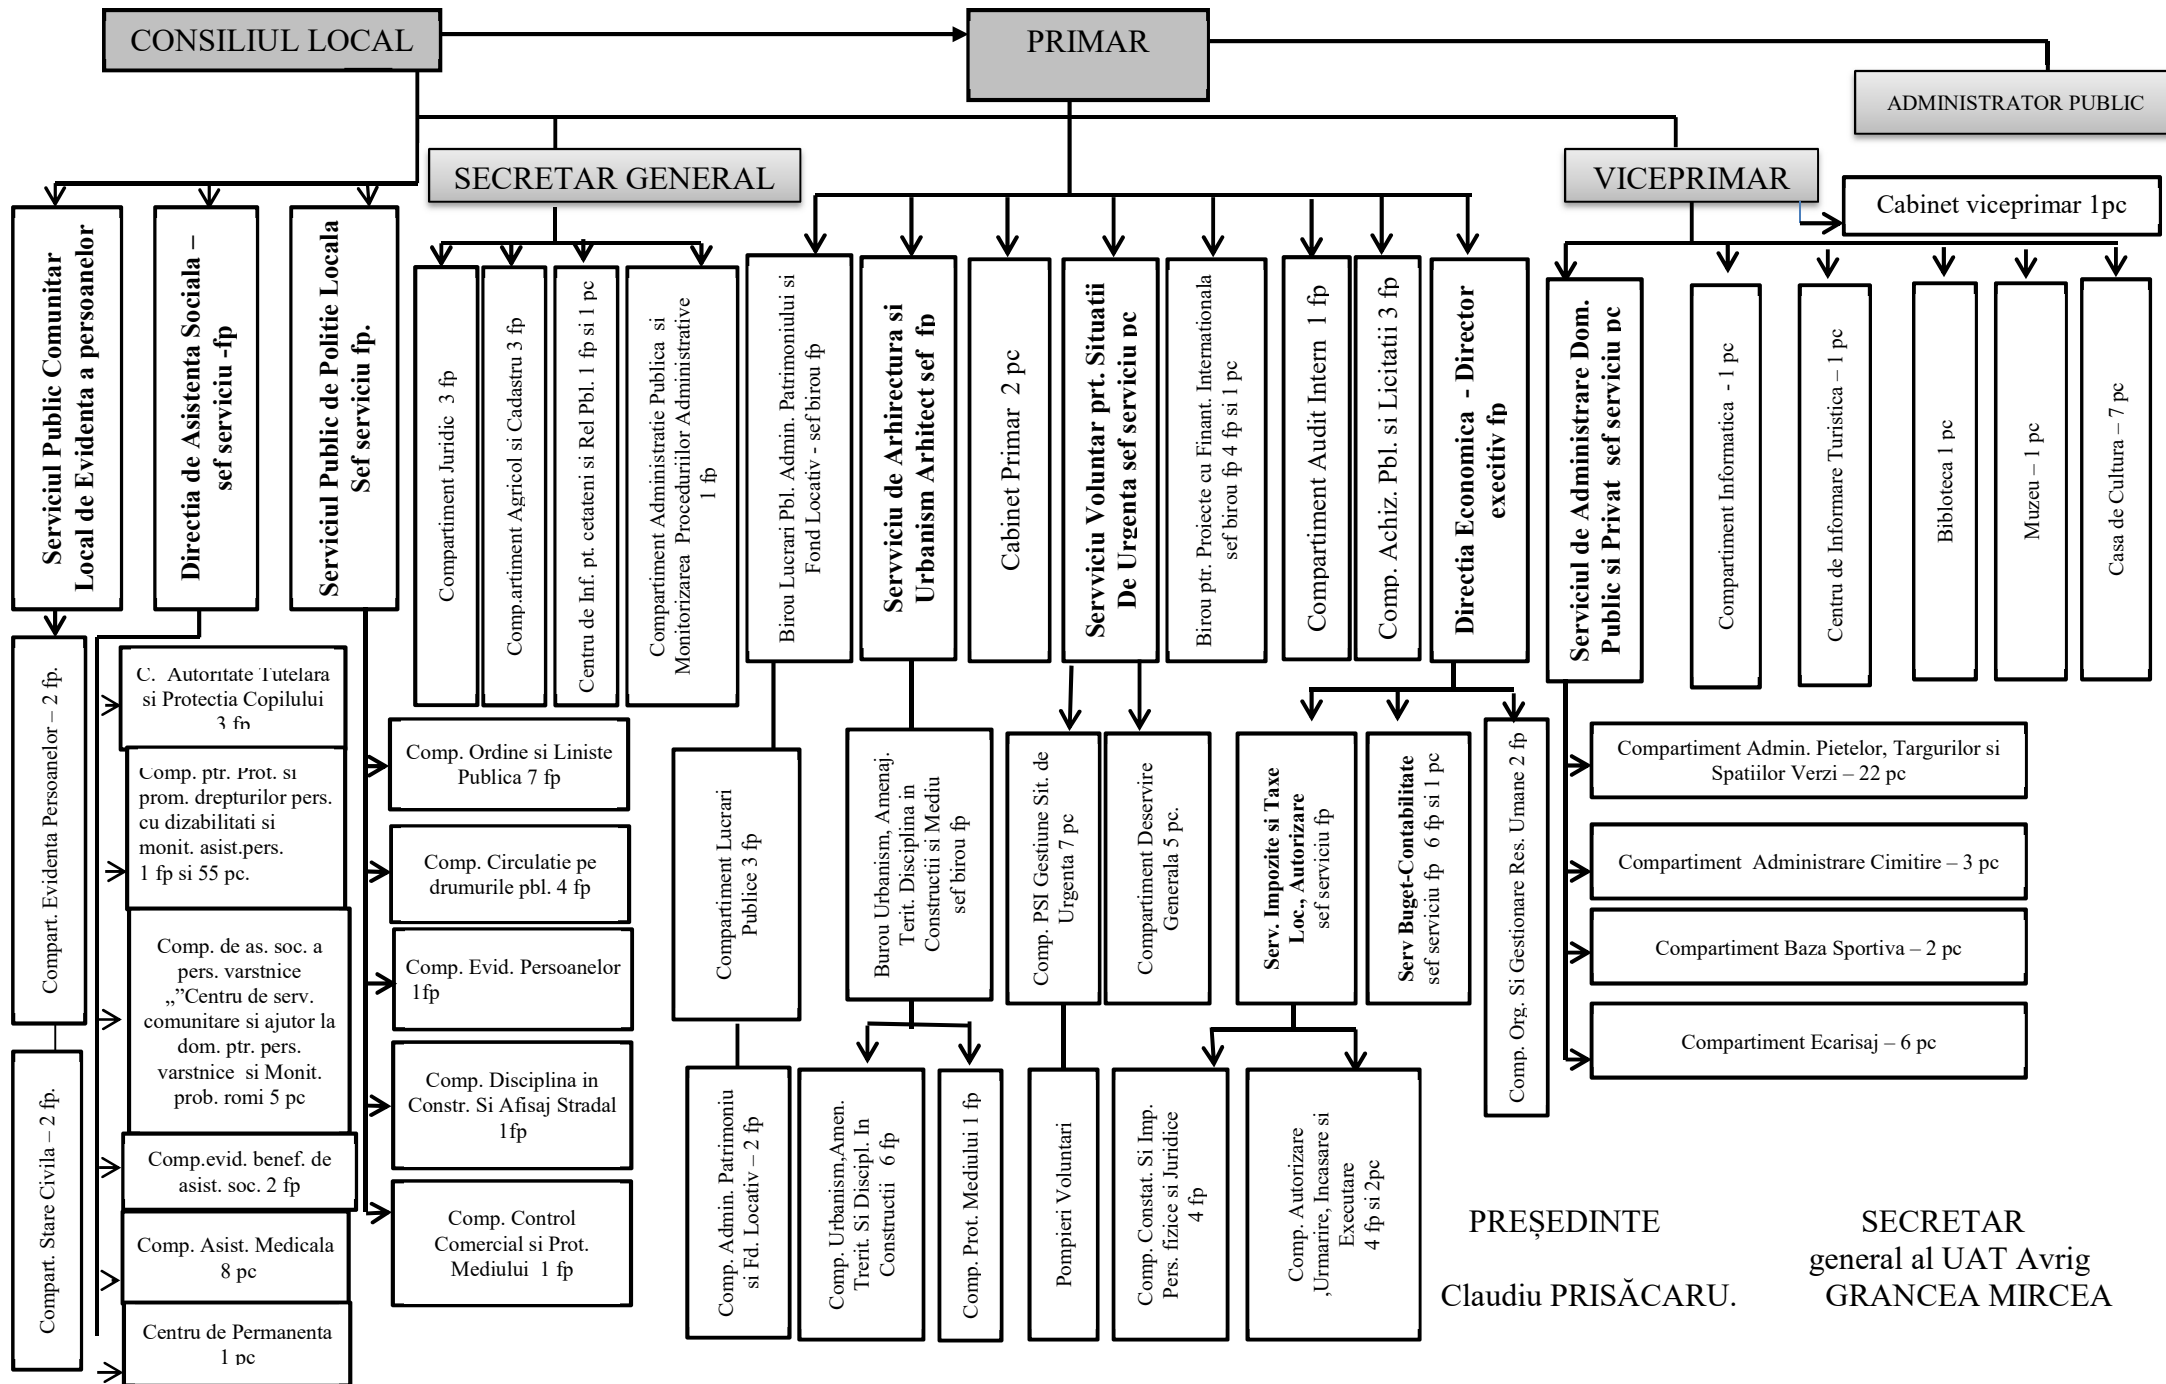 CONSILIUL LOCAL
PRIMAR
ADMINISTRATOR PUBLIC
SECRETAR GENERAL
VICEPRIMAR
Cabinet viceprimar 1pc
Serviciul Public Comunitar
Local de Evidenta a persoanelor
Directia de Asistenta Sociala –
sef serviciu -fp
Serviciul Public de Politie Locala
Sef serviciu fp.
Compartiment Juridic  3 fp
Comp.artiment Agricol si Cadastru 3 fp
Centru de Inf. pt. cetateni si Rel Pbl. 1 fp si 1 pc
Compartiment Administratie Publica  si
Monitorizarea Procedurilor Administrative
1 fp
Birou Lucrari Pbl. Admin. Patrimoniului si
Fond Locativ - sef birou fp
Serviciu de Arhirectura si
Urbanism Arhitect sef  fp
Cabinet Primar  2 pc
Serviciu Voluntar prt. Situatii
De Urgenta sef serviciu pc
Birou ptr. Proiecte cu Finant. Internationala
sef birou fp 4 fp si 1 pc
Compartiment Audit Intern  1 fp
Comp. Achiz. Pbl. si Licitatii 3 fp
Directia Economica  - Director
execitiv fp
Serviciul de Administrare Dom.
Public si Privat  sef serviciu pc
Compartiment Informatica  - 1 pc
Centru de Informare Turistica – 1 pc
Bibloteca 1 pc
Muzeu – 1 pc
Casa de Cultura – 7 pc
Compart. Evidenta Persoanelor – 2 fp.
Compart. Stare Civila – 2 fp.
C.  Autoritate Tutelara
si Protectia Copilului
3 fp
Comp. ptr. Prot. si
prom. drepturilor pers.
cu dizabilitati si
monit. asist.pers.
1 fp si 55 pc.
Comp. de as. soc. a
pers. varstnice
„”Centru de serv.
comunitare si ajutor la
dom. ptr. pers.
varstnice  si Monit.
prob. romi 5 pc
Comp.evid. benef. de
asist. soc. 2 fp
Comp. Asist. Medicala
8 pc
Centru de Permanenta
1 pc
Comp. Ordine si Liniste
Publica 7 fp
Comp. Circulatie pe
drumurile pbl. 4 fp
Comp. Evid. Persoanelor
1fp
Comp. Disciplina in
Constr. Si Afisaj Stradal
1fp
Comp. Control
Comercial si Prot.
Mediului  1 fp
Compartiment Lucrari
Publice 3 fp
Comp. Admin. Patrimoniu
si Fd. Locativ – 2 fp
Burou Urbanism, Amenaj.
Terit. Disciplina in
Constructii si Mediu
sef birou fp
Comp. Urbanism,Amen.
Trerit. Si Discipl. In
Constructii   6 fp
Comp. Prot. Mediului 1 fp
Comp. PSI Gestiune Sit. de
Urgenta 7 pc
Compartiment Deservire
Generala 5 pc.
Pompieri Voluntari
Serv. Impozite si Taxe
Loc., Autorizare
sef serviciu fp
Serv Buget-Contabilitate
sef serviciu fp  6 fp si 1 pc
Comp. Org. Si Gestionare Res. Umane 2 fp
Comp. Constat. Si Imp.
Pers. fizice si Juridice
4 fp
Comp. Autorizare
,Urmarire, Incasare si
Executare
4 fp si 2pc
Compartiment Admin. Pietelor, Targurilor si
Spatiilor Verzi – 22 pc
Compartiment  Administrare Cimitire – 3 pc
Compartiment Baza Sportiva – 2 pc
Compartiment Ecarisaj – 6 pc
PREȘEDINTE
Claudiu PRISĂCARU.
SECRETAR
general al UAT Avrig
GRANCEA MIRCEA